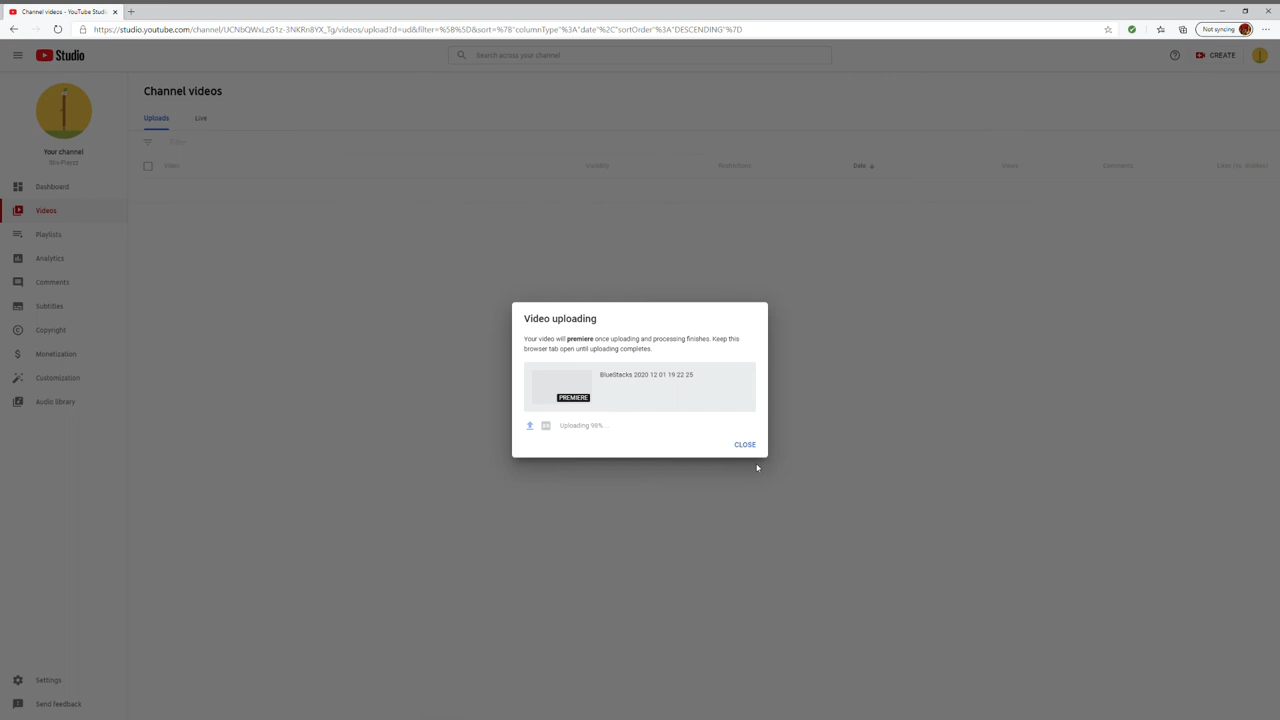 Channel videos - YouTube Studio
https://studio.youtube.com/channel/UCNbQWxLzG1z-3NKRn8YX_Tg/videos/upload?d=ud&filter=%5B%5D&sort=%7B"columnType"%3A"date"%2C"sortOrder"%3A"DESCENDING"%7D
Not syncing
Studio
Search across your channel
CREATE
Channel videos
Uploads
Live
Filter
Your channel
Video
Visibility
Restrictions
Date
Views
Comments
Likes (vs. dislikes)
Dashboard
Videos
Playlists
Analytics
Comments
Subtitles
Copyright
Monetization
Customization
Audio library
Settings
Send feedback
Video uploading
Your video will premiere once uploading and processing finishes. Keep this
browser tab open until uploading completes.
BlueStacks 2020 12 01 19 22 25
PREMIERE
Uploading 98% ...
CLOSE